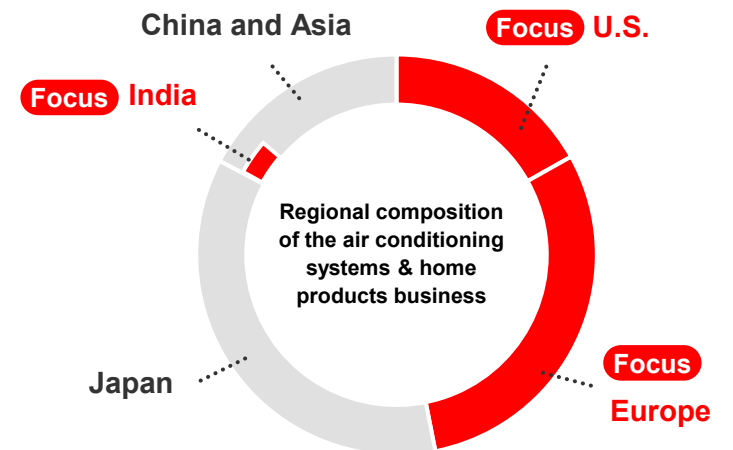 China and Asia
Focus U.S.
Focus India
Regional composition
of the air conditioning
systems & home
products business
Japan
Focus
Europe